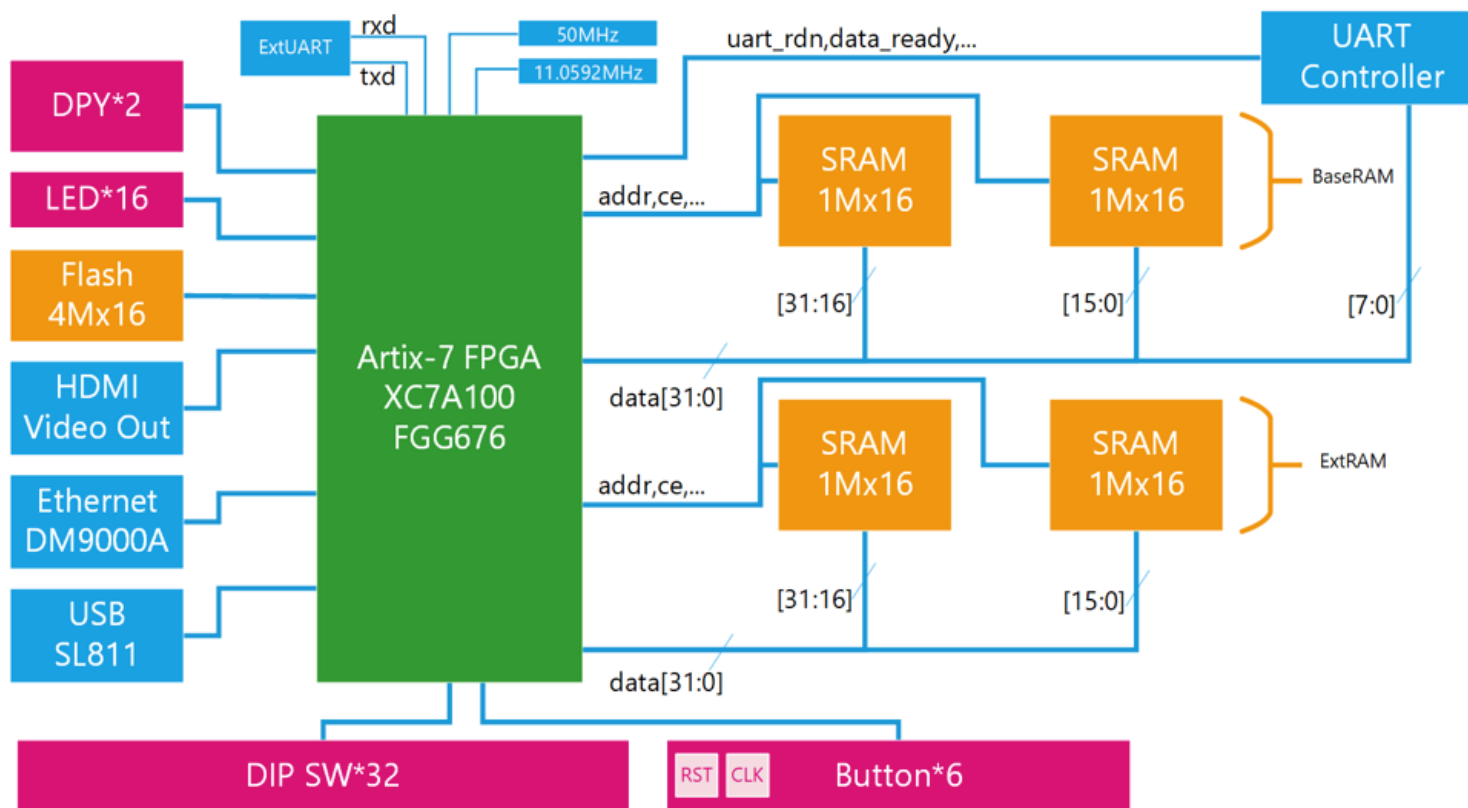 ExtUART
rxd
txd
50MHz
11.0592MHz
uart_rdn,data_ready,...
UART
Controller
DPY*2
LED*16
Flash
4Mx16
HDMI
Video Out
Ethernet
DM9000A
USB
SL811
Artix-7 FPGA
XC7A100
FGG676
addr,ce,...
SRAM
1Mx16
SRAM
1Mx16
BaseRAM
[31:16]
[15:0]
[7:0]
data[31:0]
addr,ce,...
SRAM
1Mx16
SRAM
1Mx16
ExtRAM
[31:16]
[15:0]
data[31:0]
DIP SW*32
RST
CLK
Button*6